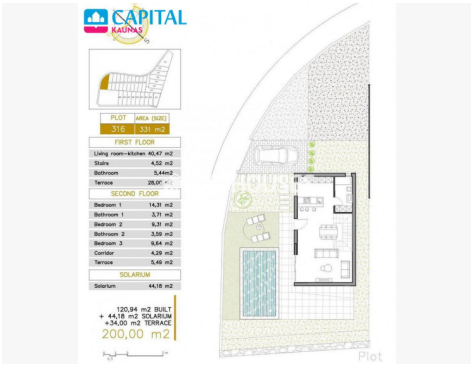 CAPITAL
KAUNAS
S
PLOT AREA (SIZE)
316 331 m2
FIRST FLOOR
Living room-kitchen 40,47 m2
Stairs 4,52 m2
Bathroom 5,44m2
Terrace 28,00 m2
SECOND FLOOR
Bedroom 1 14,31 m2
Bathroom 1 3,71 m2
Bedroom 2 9,31 m2
Bathroom 2 3,59 m2
Bedroom 3 9,64 m2
Corridor 4,29 m2
Terrace 5,49 m2
SOLARIUM
Solarium 44,18 m2
120,94 m2 BUILT
+ 44,18 m2 SOLARIUM
+34,00 m2 TERRACE
200,00 m2
Plot